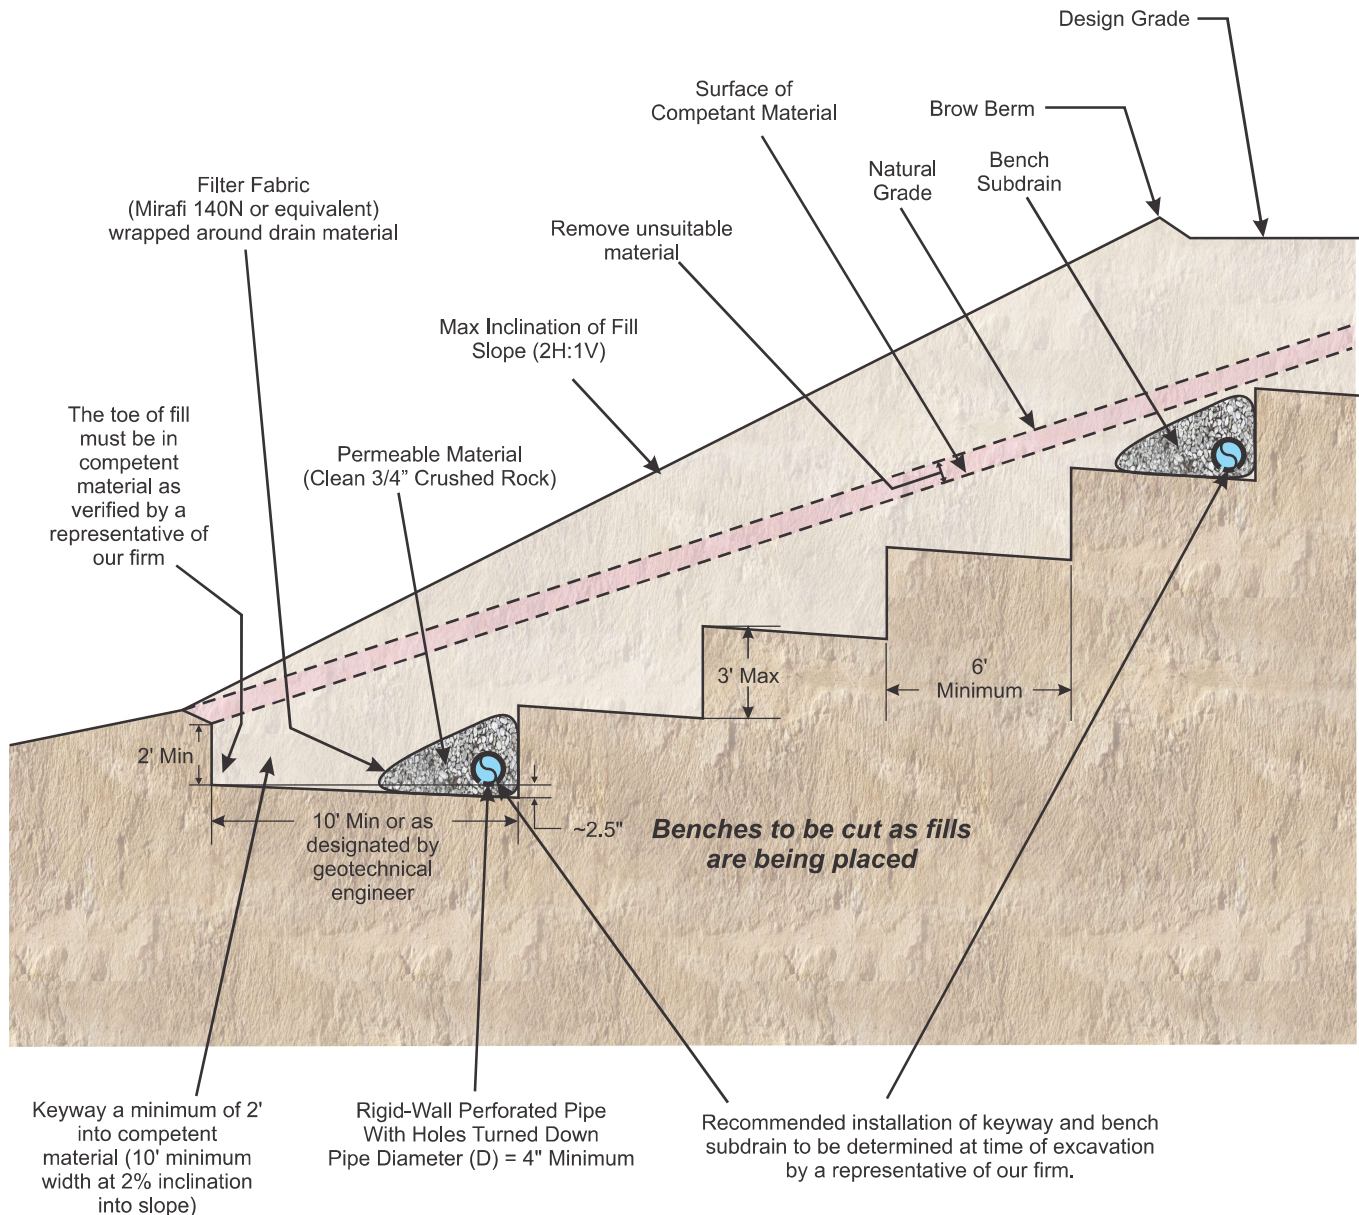 Design Grade
Surface of
Competant Material
Brow Berm
Natural
Grade
Bench
Subdrain
Filter Fabric
(Mirafi 140N or equivalent)
wrapped around drain material
Remove unsuitable
material
Max Inclination of Fill
Slope (2H:1V)
The toe of fill
must be in
competent
material as
verified by a
representative of
our firm
Permeable Material
(Clean 3/4” Crushed Rock)
3' Max
6'
Minimum
2' Min
10' Min or as
designated by
geotechnical
engineer
~2.5"
Benches to be cut as fills
are being placed
Keyway a minimum of 2'
into competent
material (10' minimum
width at 2% inclination
into slope)
Rigid-Wall Perforated Pipe
With Holes Turned Down
Pipe Diameter (D) = 4" Minimum
Recommended installation of keyway and bench
subdrain to be determined at time of excavation
by a representative of our firm.